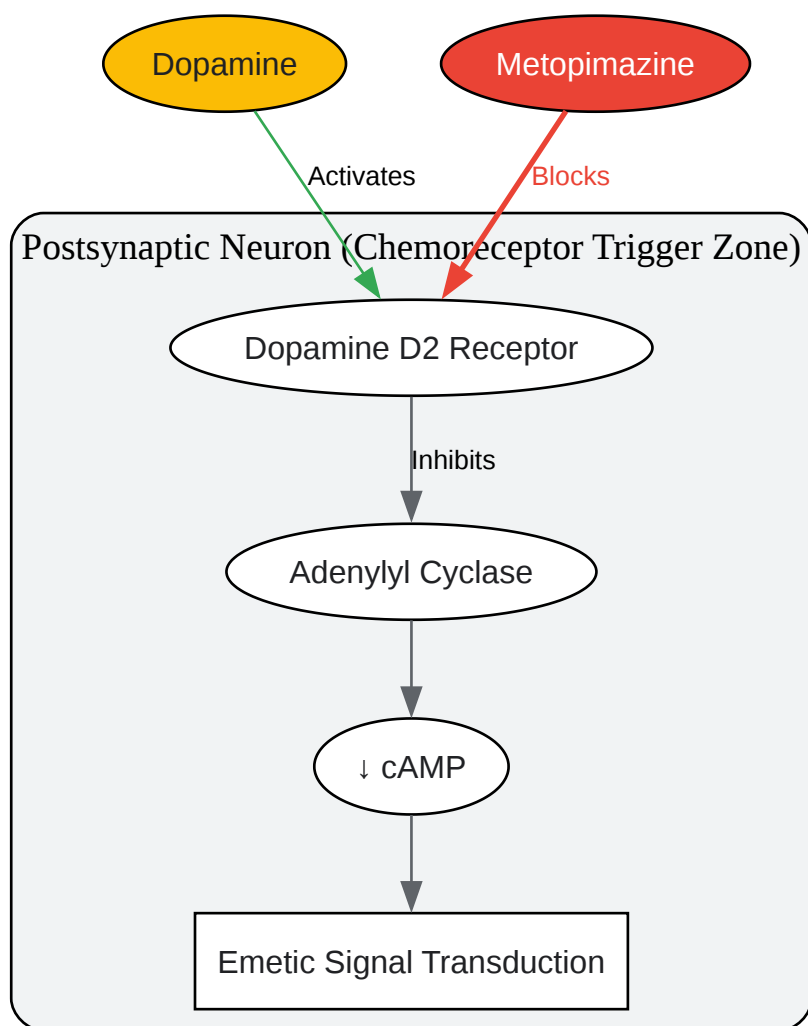 Dopamine
Metopimazine
Activates
Blocks
Postsynaptic Neuron (Chemoreceptor Trigger Zone)
Dopamine D2 Receptor
Inhibits
Adenylyl Cyclase
↓ cAMP
Emetic Signal Transduction